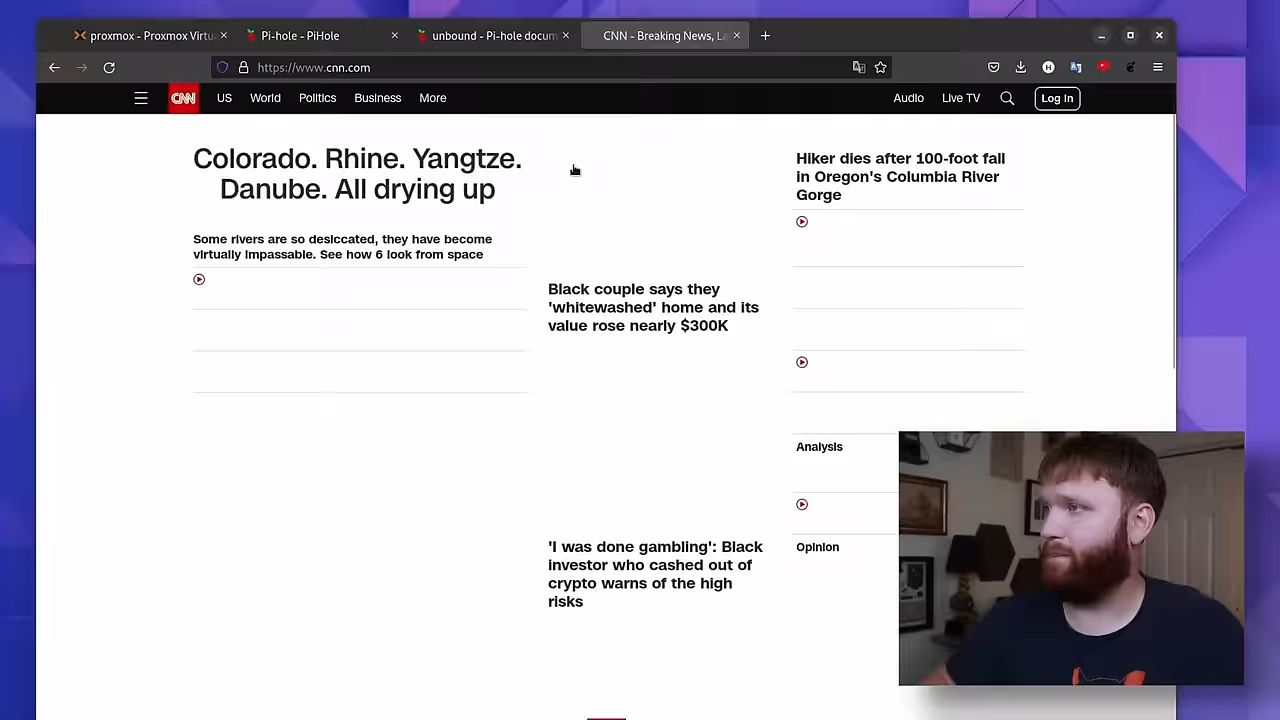 proxmox - Proxmox Virtu
Pi-hole - PiHole
unbound - Pi-hole docum
CNN - Breaking News, La
https://www.cnn.com
CNN
US
World
Politics
Business
More
Audio
Live TV
Log In
Colorado. Rhine. Yangtze.
Danube. All drying up
Some rivers are so desiccated, they have become
virtually impassable. See how 6 look from space
Black couple says they
'whitewashed' home and its
value rose nearly $300K
'I was done gambling': Black
investor who cashed out of
crypto warns of the high
risks
Hiker dies after 100-foot fall
in Oregon's Columbia River
Gorge
Analysis
Opinion